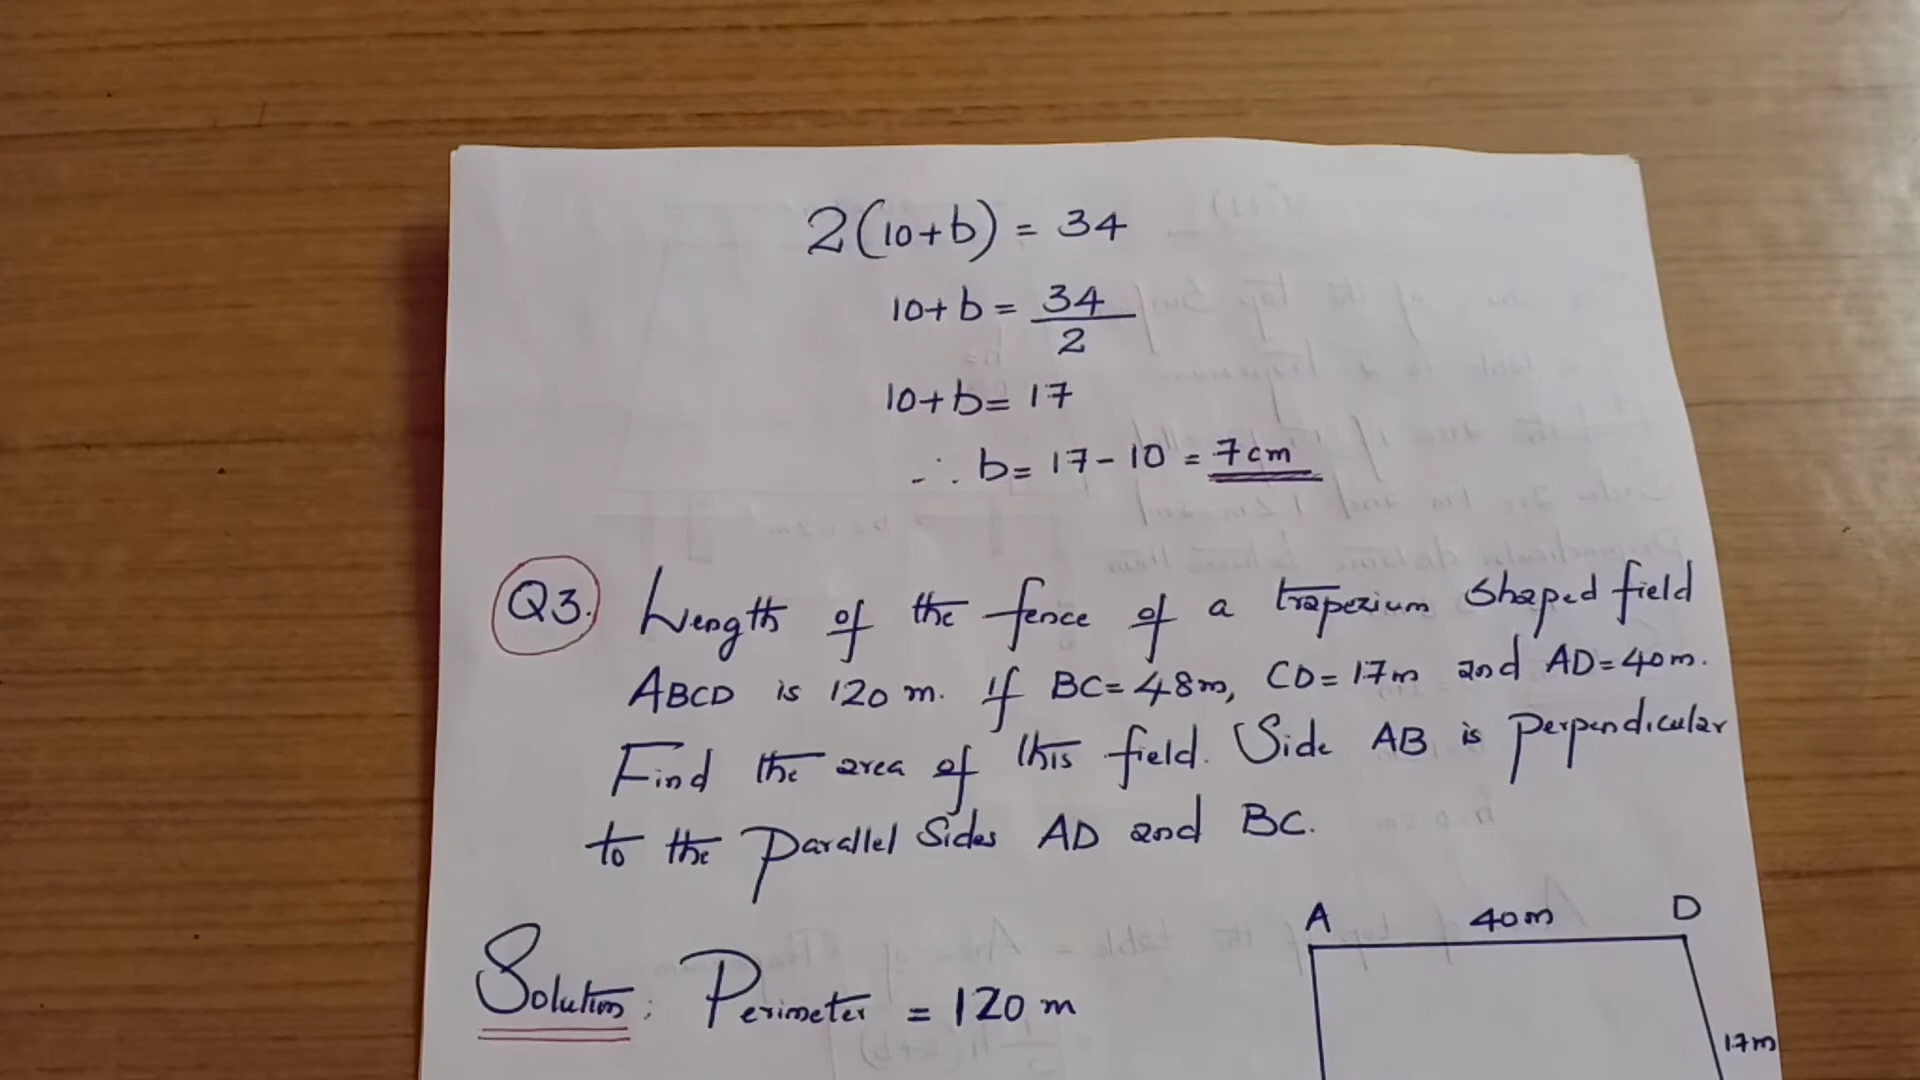 2(10+b) = 34
10+b = 34/2
10+b= 17
∴ b= 17-10 = 7cm
Q3. Length of the fence of a trapezium shaped field
ABCD is 120 m. If BC=48m, CD=17m and AD=40m.
Find the area of this field. Side AB is perpendicular
to the parallel sides AD and BC.
A 40m D
Solution: Perimeter = 120 m
17m